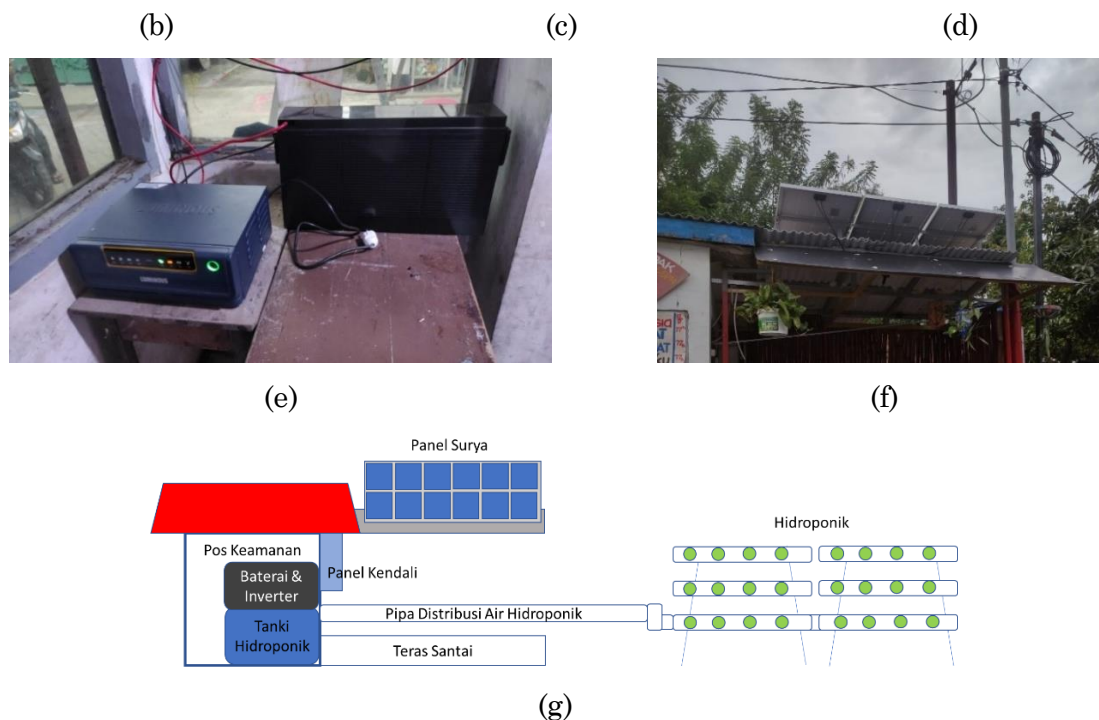 (b) (c) (d)
(e) (f)
Panel Surya
Hidroponik
Pos Keamanan
Panel Kendali
Baterai &
Inverter
Pipa Distribusi Air Hidroponik
Tanki
Hidroponik
Teras Santai
(g)